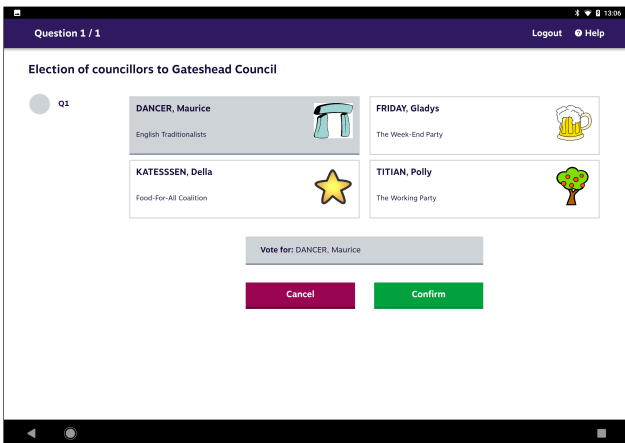 13:06
Question 1 / 1
Logout
Help
Election of councillors to Gateshead Council
Q1
DANCER, Maurice
English Traditionalists
FRIDAY, Gladys
The Week-End Party
KATESSSEN, Della
Food-For-All Coalition
TITIAN, Polly
The Working Party
Vote for: DANCER, Maurice
Cancel
Confirm